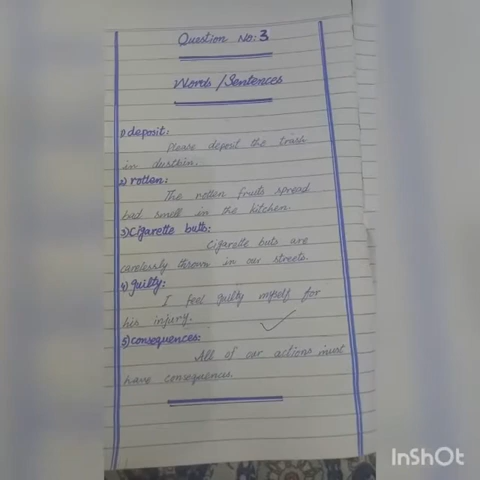 Question No: 3
Words/Sentences
1) deposit:
Please deposit the trash
in dustbin.
2) rotten:
The rotten fruits spread
bad smell in the kitchen.
3) Cigarette butts:
Cigarette buts are
carelessly thrown in our streets.
4) guilty:
I feel guilty myself for
his injury.
5) consequences:
All of our actions must
have consequences.
InShOt